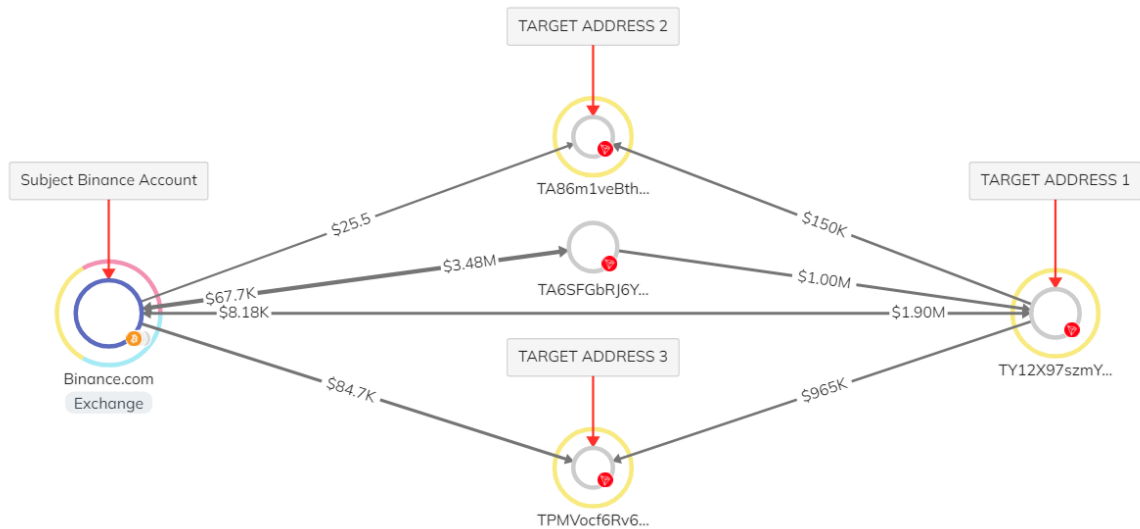 TARGET ADDRESS 2
TA86m1veBth...
Subject Binance Account
TARGET ADDRESS 1
$25.5
$150K
$3.48M
$1.00M
TA6SFGbRJ6Y...
$67.7K
$8.18K
$1.90M
Binance.com
Exchange
TARGET ADDRESS 3
TY12X97szmY...
$84.7K
$965K
TPMVocf6Rv6...